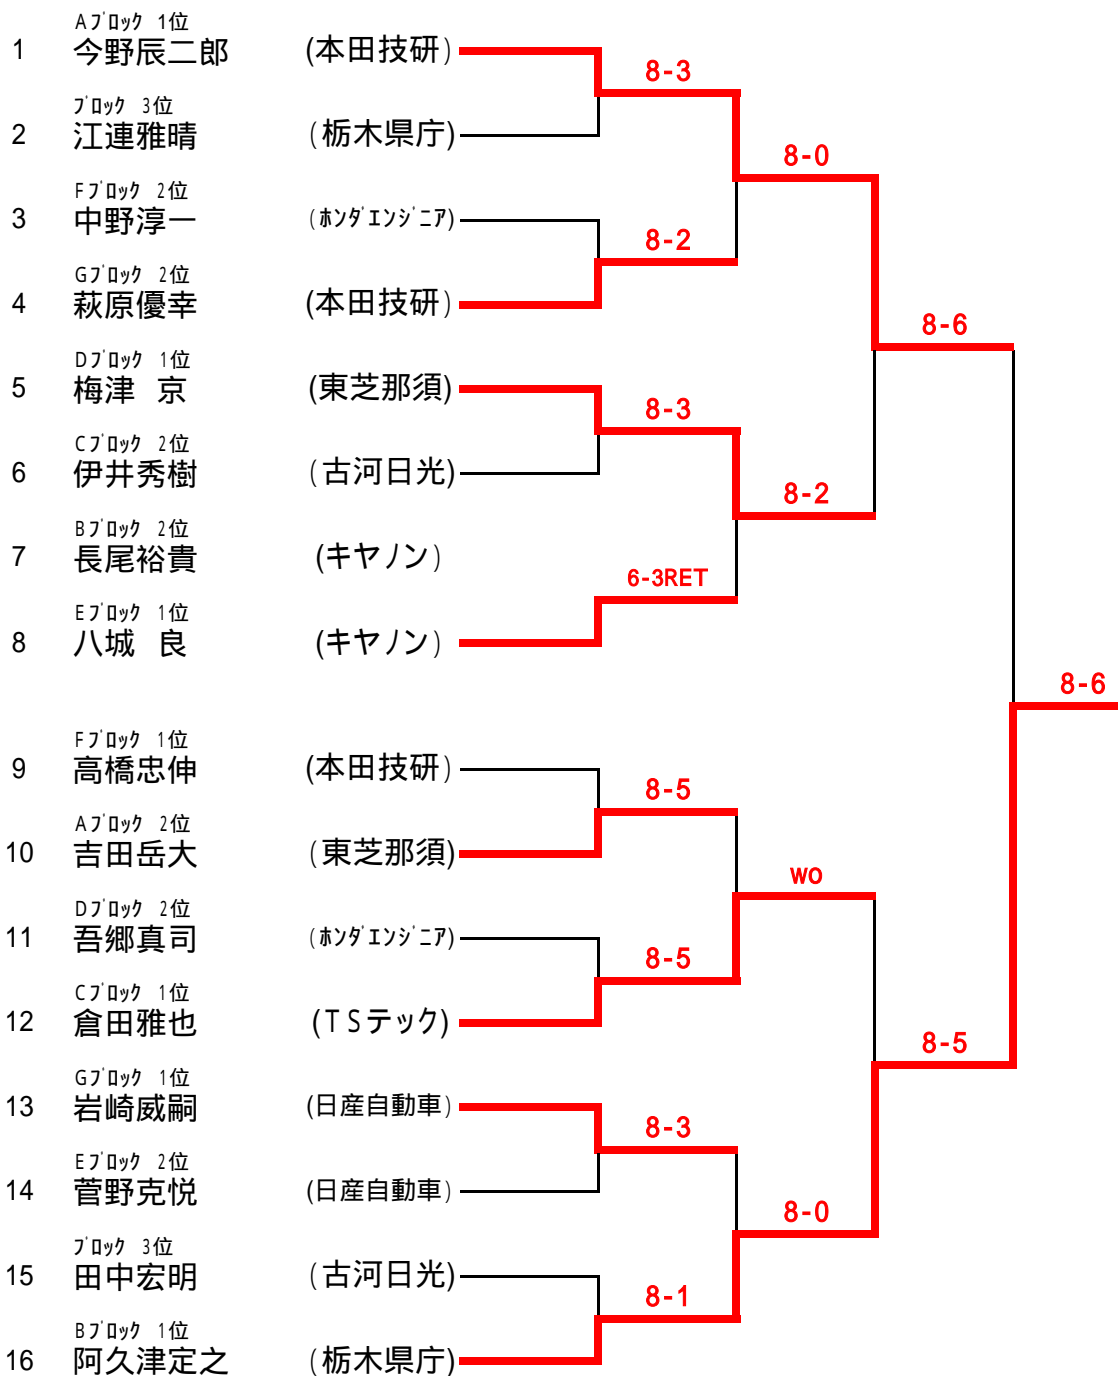 Aブロック 1位
1 今野辰二郎 (本田技研)
8-3
ブロック 3位
2 江連雅晴 (栃木県庁)
8-0
Fブロック 2位
3 中野淳一 (ホンダエンジニア)
8-2
Gブロック 2位
4 萩原優幸 (本田技研)
8-6
Dブロック 1位
5 梅津 京 (東芝那須)
8-3
Cブロック 2位
6 伊井秀樹 (古河日光)
8-2
Bブロック 2位
7 長尾裕貴 (キヤノン)
6-3RET
Eブロック 1位
8 八城 良 (キヤノン)
8-6
Fブロック 1位
9 高橋忠伸 (本田技研)
8-5
Aブロック 2位
10 吉田岳大 (東芝那須)
WO
Dブロック 2位
11 吾郷真司 (ホンダエンジニア)
8-5
Cブロック 1位
12 倉田雅也 (TSテック)
8-5
Gブロック 1位
13 岩崎威嗣 (日産自動車)
8-3
Eブロック 2位
14 菅野克悦 (日産自動車)
8-0
ブロック 3位
15 田中宏明 (古河日光)
8-1
Bブロック 1位
16 阿久津定之 (栃木県庁)